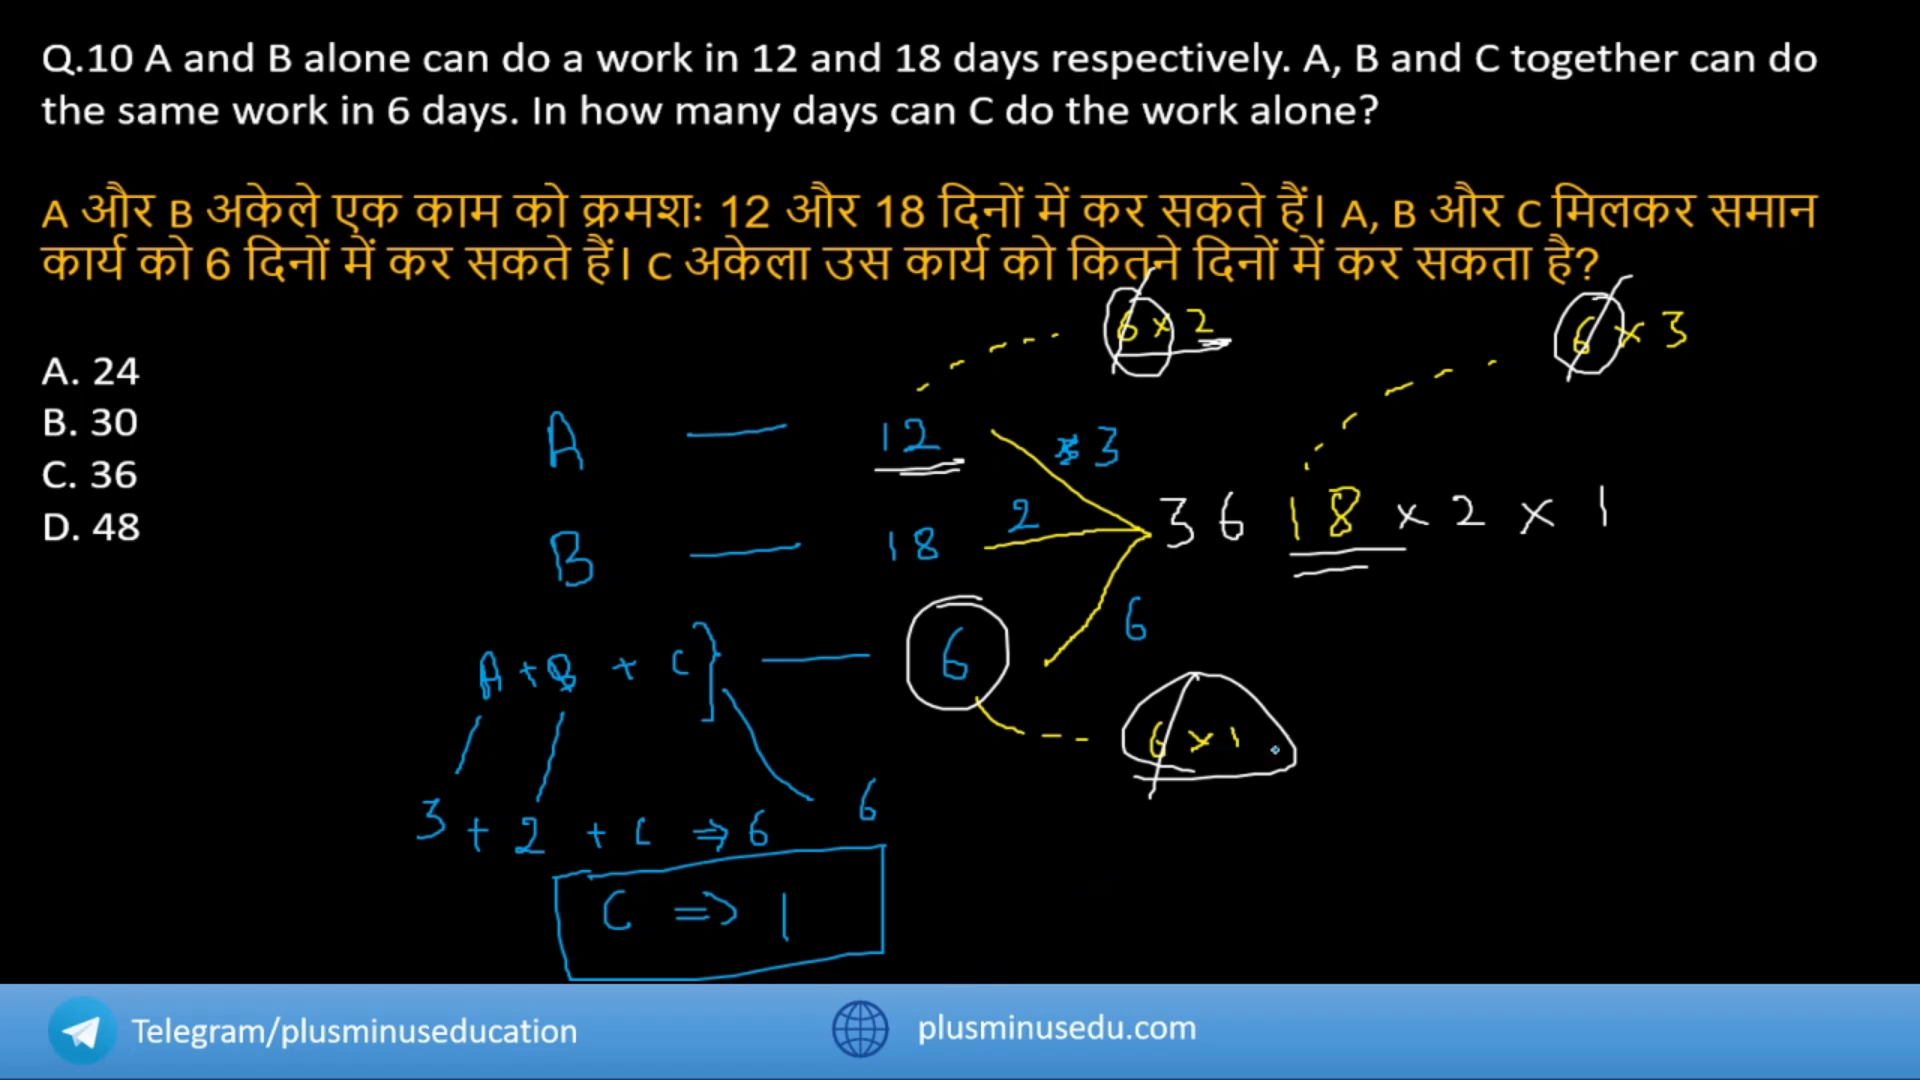 Q.10 A and B alone can do a work in 12 and 18 days respectively. A, B and C together can do
the same work in 6 days. In how many days can C do the work alone?
A और B अकेले एक काम को क्रमशः 12 और 18 दिनों में कर सकते हैं। A, B और C मिलकर समान
कार्य को 6 दिनों में कर सकते हैं। C अकेला उस कार्य को कितने दिनों में कर सकता है?
6 × 2
6 × 3
A. 24
B. 30
C. 36
D. 48
A — 12 3
B — 18 2 36 18 × 2 × 1
6
A + B + C } — 6
6 × 1
6
3 + 2 + C ⇒ 6
C ⇒ 1
Telegram/plusminuseducation
plusminusedu.com